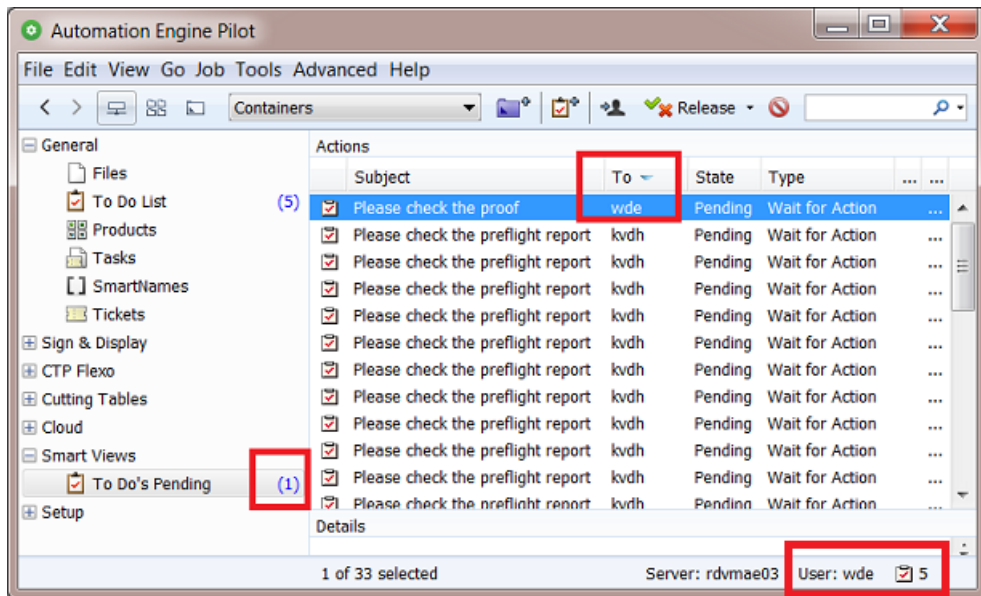 Automation Engine Pilot
File Edit View Go Job Tools Advanced Help
Containers
Release
General
Files
To Do List (5)
Products
Tasks
[ ] SmartNames
Tickets
Sign & Display
CTP Flexo
Cutting Tables
Cloud
Smart Views
To Do's Pending (1)
Setup
Actions
Subject To State Type ... ...
Please check the proof wde Pending Wait for Action ...
Please check the preflight report kvdh Pending Wait for Action ...
Please check the preflight report kvdh Pending Wait for Action ...
Please check the preflight report kvdh Pending Wait for Action ...
Please check the preflight report kvdh Pending Wait for Action ...
Please check the preflight report kvdh Pending Wait for Action ...
Please check the preflight report kvdh Pending Wait for Action ...
Please check the preflight report kvdh Pending Wait for Action ...
Please check the preflight report kvdh Pending Wait for Action ...
Please check the preflight report kvdh Pending Wait for Action ...
Please check the preflight report kvdh Pending Wait for Action ...
Please check the preflight report kvdh Pending Wait for Action ...
Details
1 of 33 selected Server: rdvmae03 User: wde 5